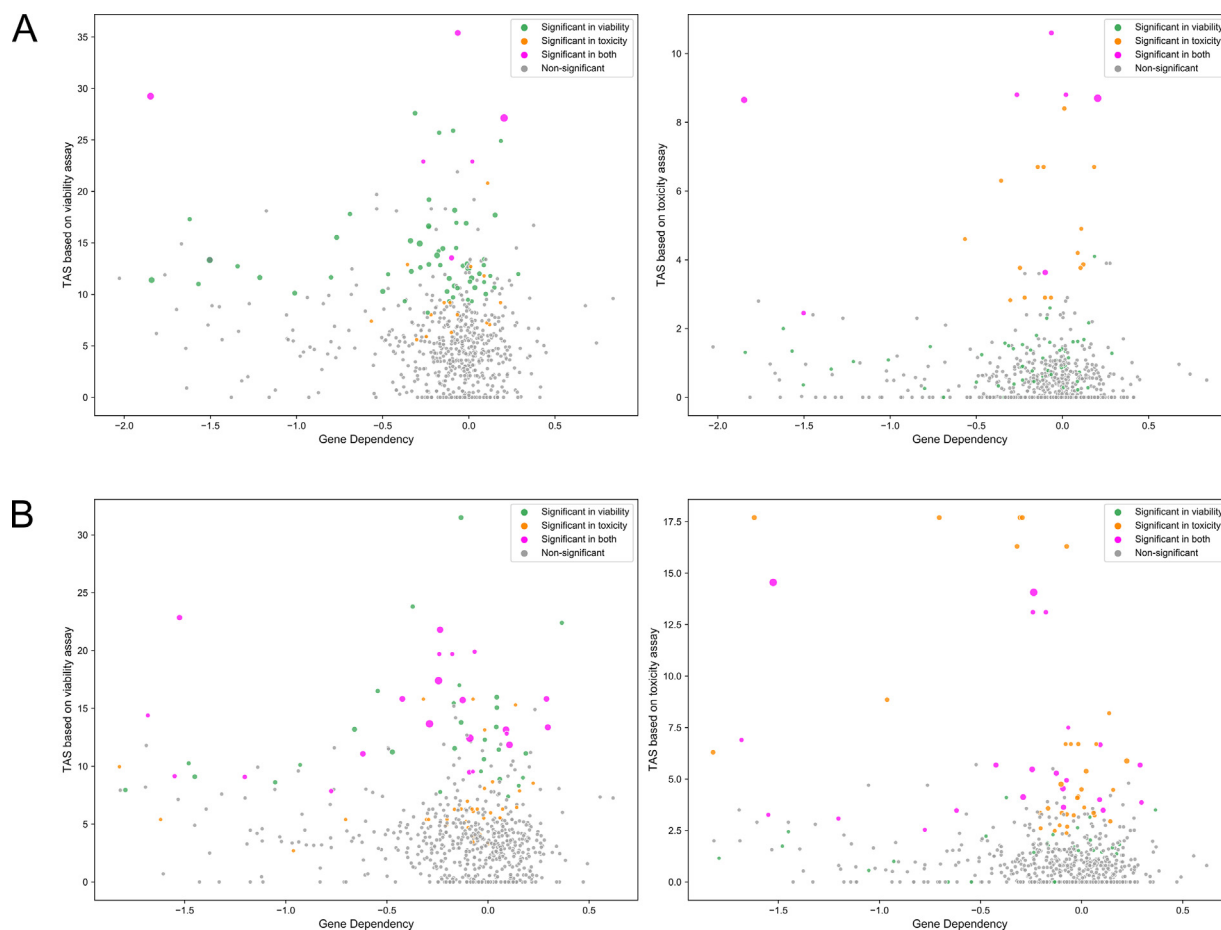 A
Significant in viability
Significant in toxicity
Significant in both
Non-significant
TAS based on viability assay
35
30
25
20
15
10
5
0
−2.0 −1.5 −1.0 −0.5 0.0 0.5
Gene Dependency
Significant in viability
Significant in toxicity
Significant in both
Non-significant
TAS based on toxicity assay
10
8
6
4
2
0
−2.0 −1.5 −1.0 −0.5 0.0 0.5
Gene Dependency
B
Significant in viability
Significant in toxicity
Significant in both
Non-significant
TAS based on viability assay
30
25
20
15
10
5
0
−1.5 −1.0 −0.5 0.0 0.5
Gene Dependency
Significant in viability
Significant in toxicity
Significant in both
Non-significant
TAS based on toxicity assay
17.5
15.0
12.5
10.0
7.5
5.0
2.5
0.0
−1.5 −1.0 −0.5 0.0 0.5
Gene Dependency